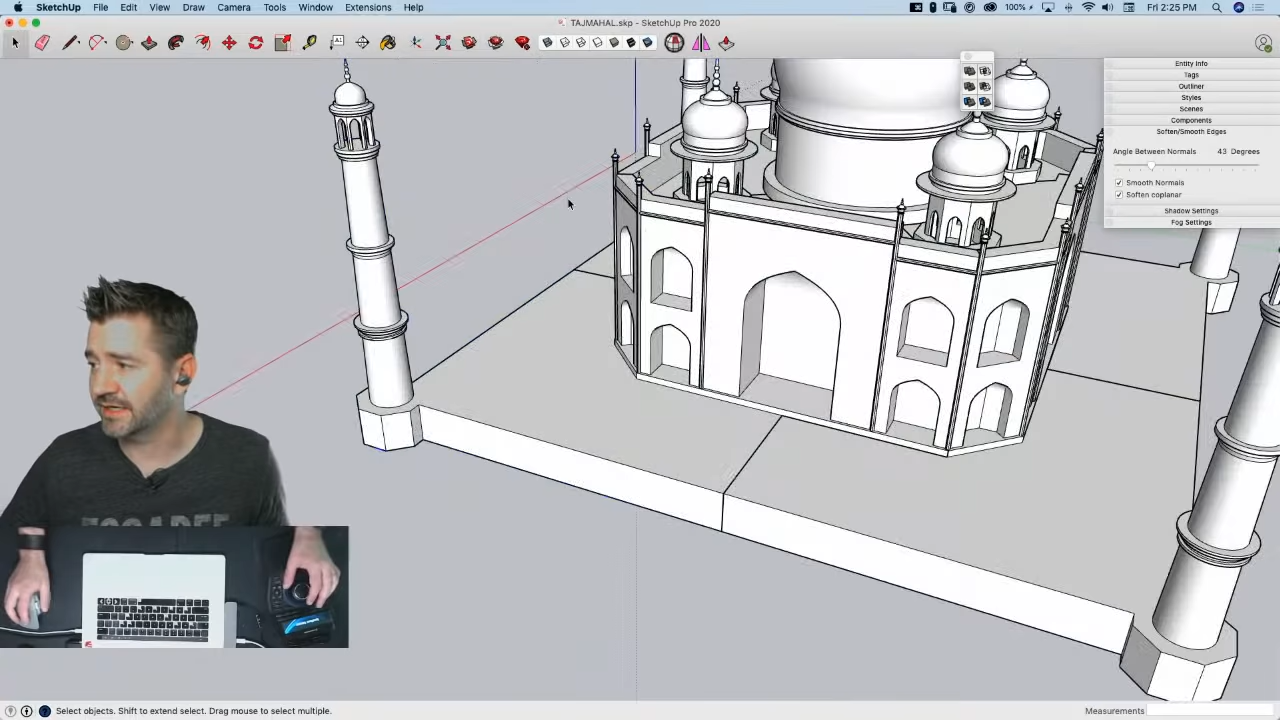 SketchUp File Edit View Draw Camera Tools Window Extensions Help
100% Fri 2:25 PM
TAJMAHAL.skp - SketchUp Pro 2020
A1
Entity Info
Tags
Outliner
Styles
Scenes
Components
Soften/Smooth Edges
Angle Between Normals 43 Degrees
Smooth Normals
Soften coplanar
Shadow Settings
Fog Settings
Select objects. Shift to extend select. Drag mouse to select multiple.
Measurements